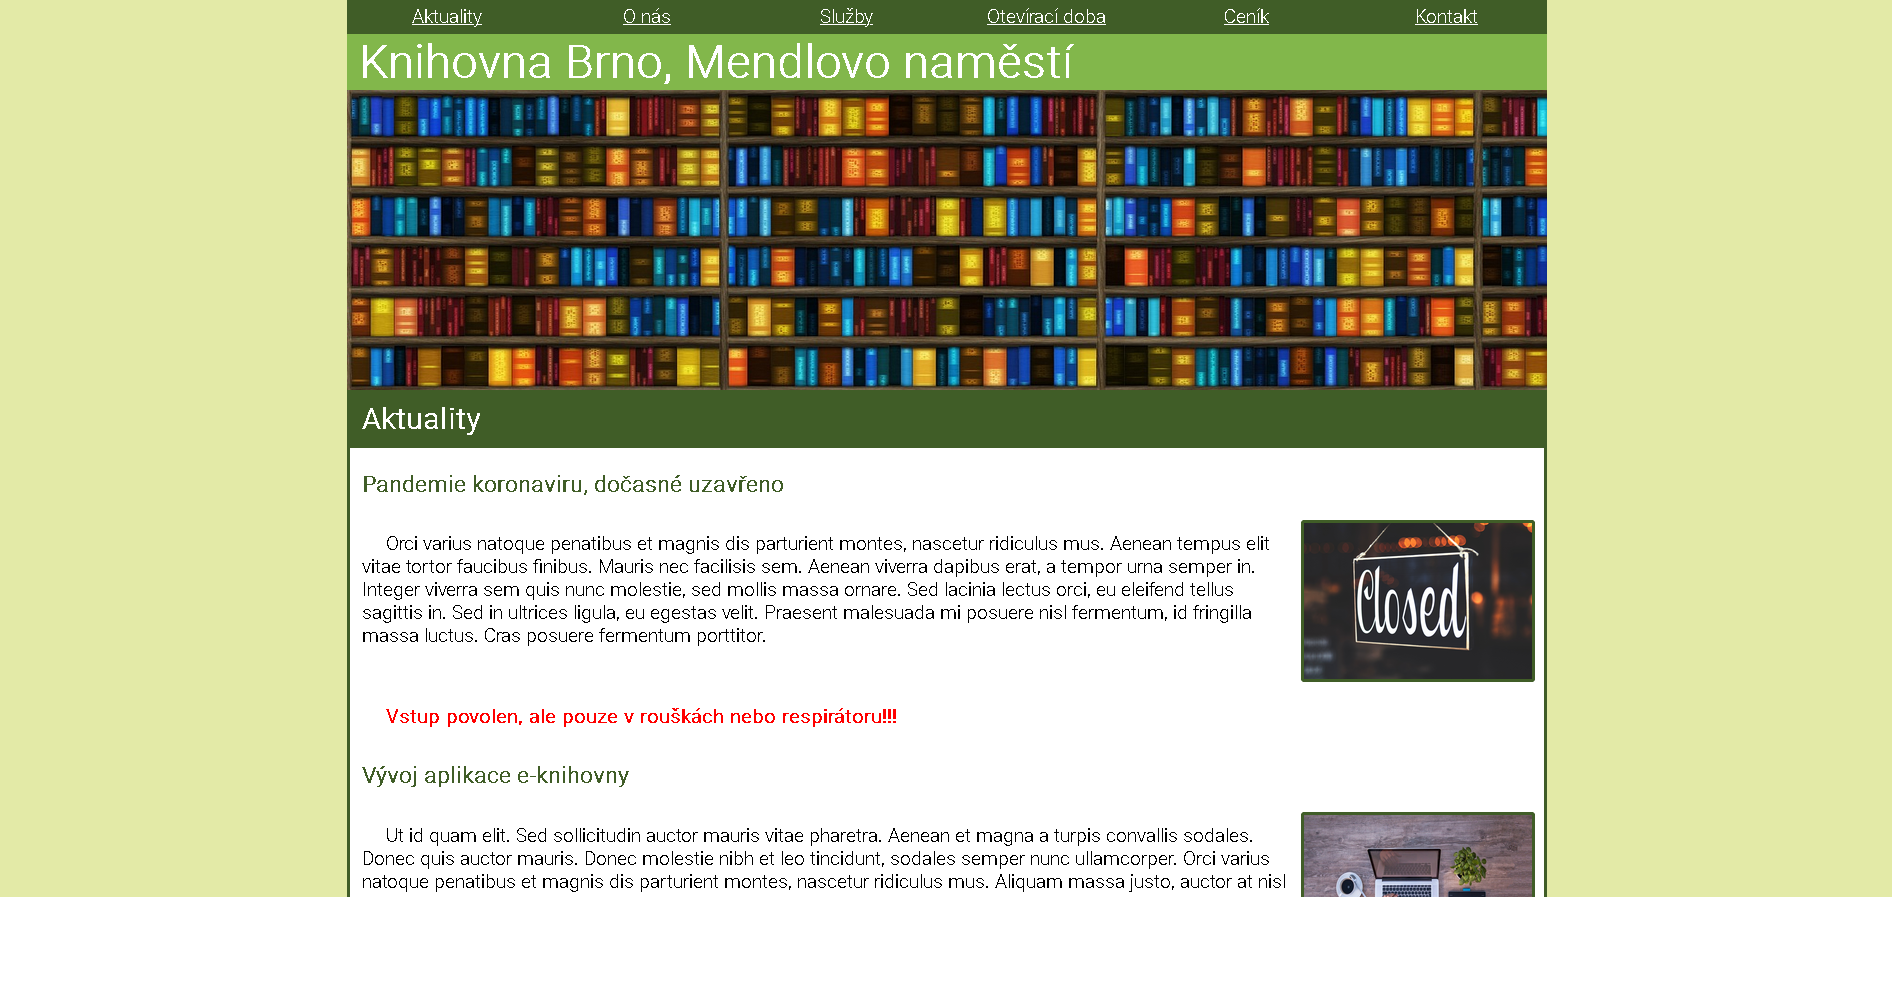 Aktuality O nás Služby Otevírací doba Ceník Kontakt
Knihovna Brno, Mendlovo naměstí
Aktuality
Pandemie koronaviru, dočasné uzavřeno
Orci varius natoque penatibus et magnis dis parturient montes, nascetur ridiculus mus. Aenean tempus elit
vitae tortor faucibus finibus. Mauris nec facilisis sem. Aenean viverra dapibus erat, a tempor urna semper in.
Integer viverra sem quis nunc molestie, sed mollis massa ornare. Sed lacinia lectus orci, eu eleifend tellus
sagittis in. Sed in ultrices ligula, eu egestas velit. Praesent malesuada mi posuere nisl fermentum, id fringilla
massa luctus. Cras posuere fermentum porttitor.
Closed
Vstup povolen, ale pouze v rouškách nebo respirátoru!!!
Vývoj aplikace e-knihovny
Ut id quam elit. Sed sollicitudin auctor mauris vitae pharetra. Aenean et magna a turpis convallis sodales.
Donec quis auctor mauris. Donec molestie nibh et leo tincidunt, sodales semper nunc ullamcorper. Orci varius
natoque penatibus et magnis dis parturient montes, nascetur ridiculus mus. Aliquam massa justo, auctor at nisl